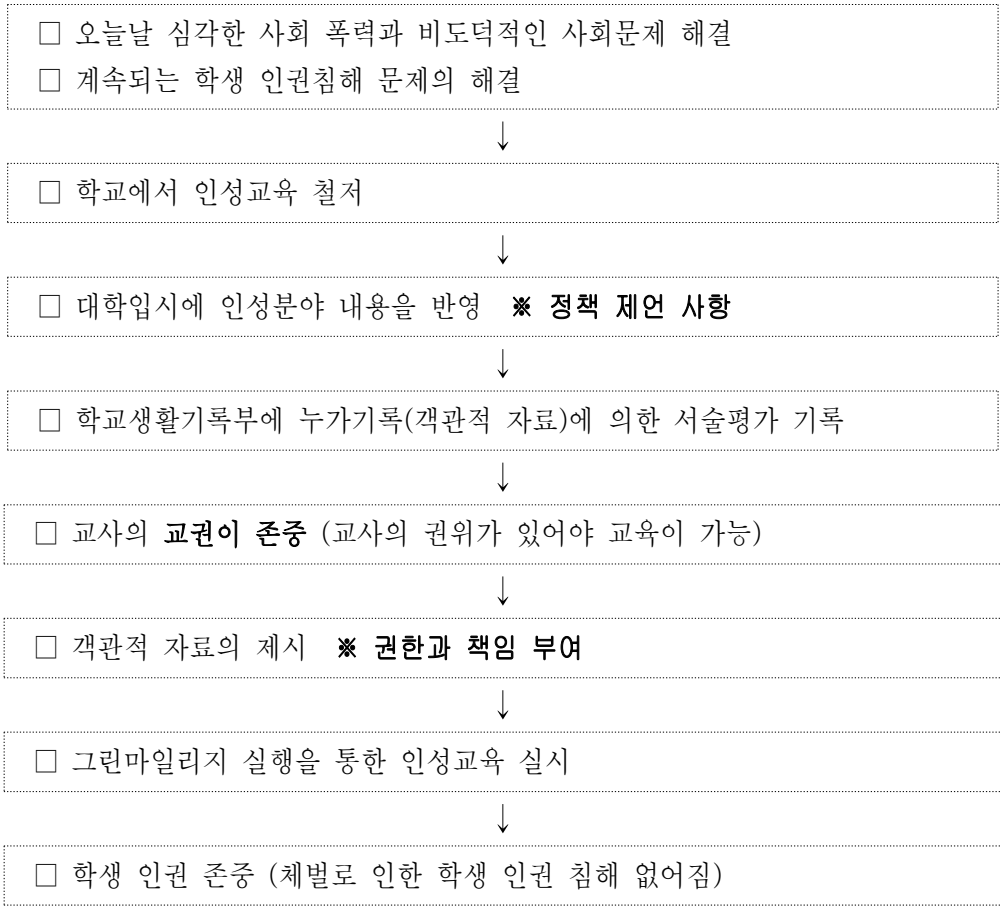 □ 오늘날 심각한 사회 폭력과 비도덕적인 사회문제 해결
□ 계속되는 학생 인권침해 문제의 해결
↓
□ 학교에서 인성교육 철저
↓
□ 대학입시에 인성분야 내용을 반영 ※ 정책 제언 사항
↓
□ 학교생활기록부에 누가기록(객관적 자료)에 의한 서술평가 기록
↓
□ 교사의 교권이 존중 (교사의 권위가 있어야 교육이 가능)
↓
□ 객관적 자료의 제시 ※ 권한과 책임 부여
↓
□ 그린마일리지 실행을 통한 인성교육 실시
↓
□ 학생 인권 존중 (체벌로 인한 학생 인권 침해 없어짐)